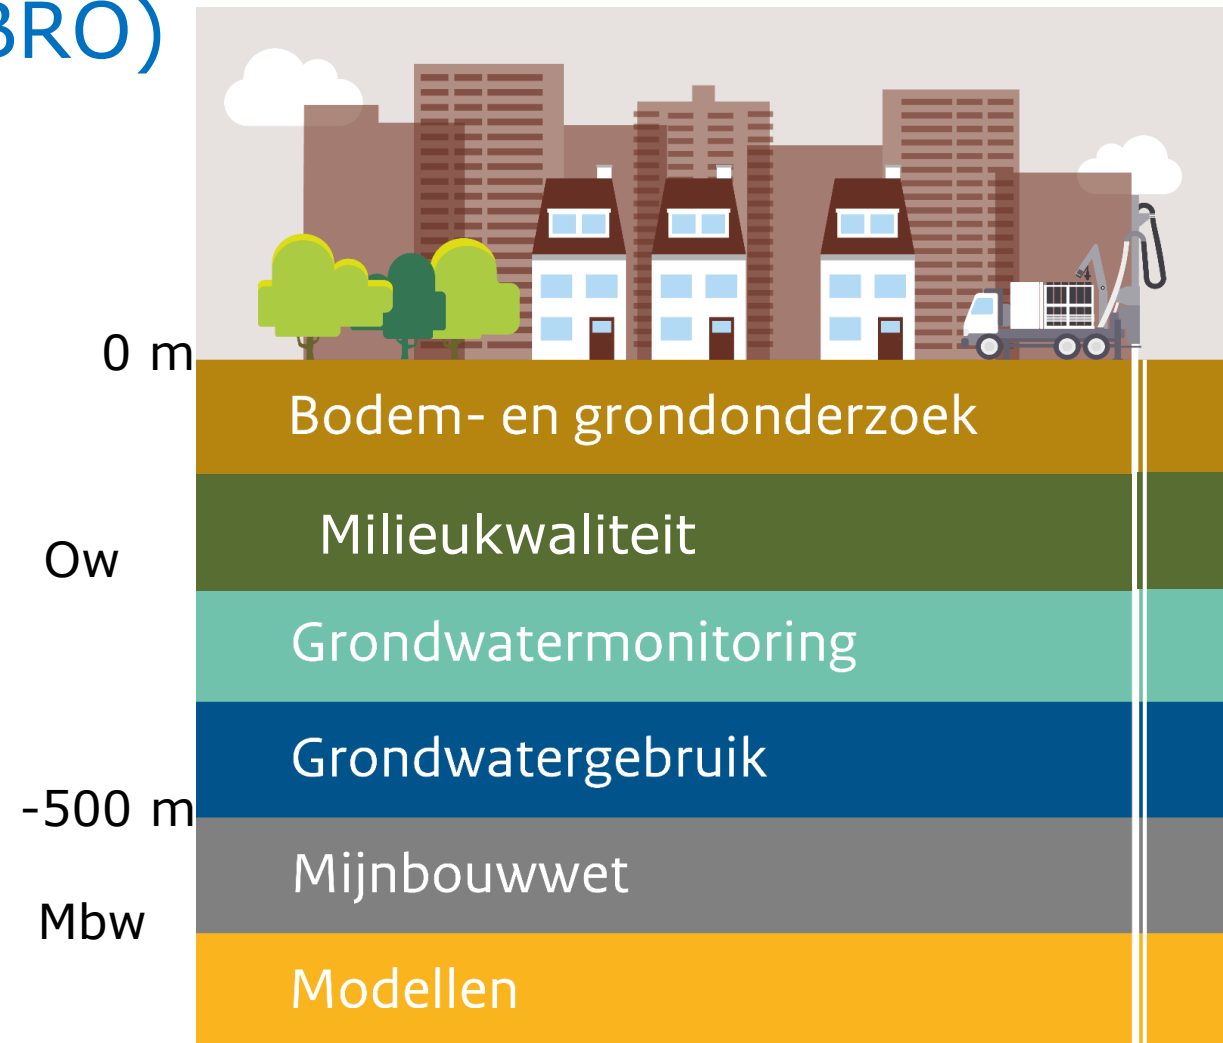 BRO)
0 m
Bodem- en grondonderzoek
Milieukwaliteit
Ow
Grondwatermonitoring
Grondwatergebruik
-500 m
Mijnbouwwet
Mbw
Modellen